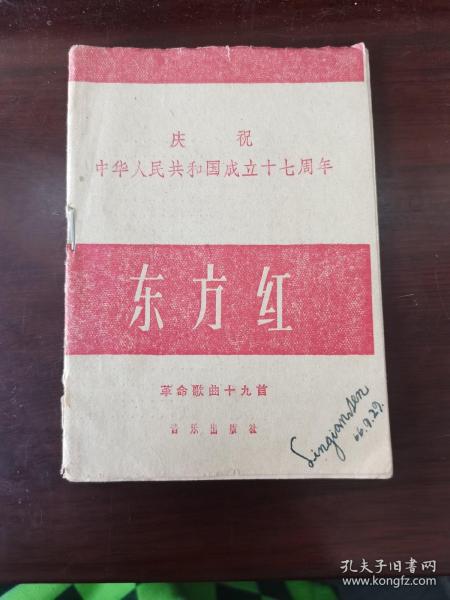 庆祝
中华人民共和国成立十七周年
东方红
革命歌曲十九首
音乐出版社
66.9.29.
孔夫子旧书网
www.kongfz.com